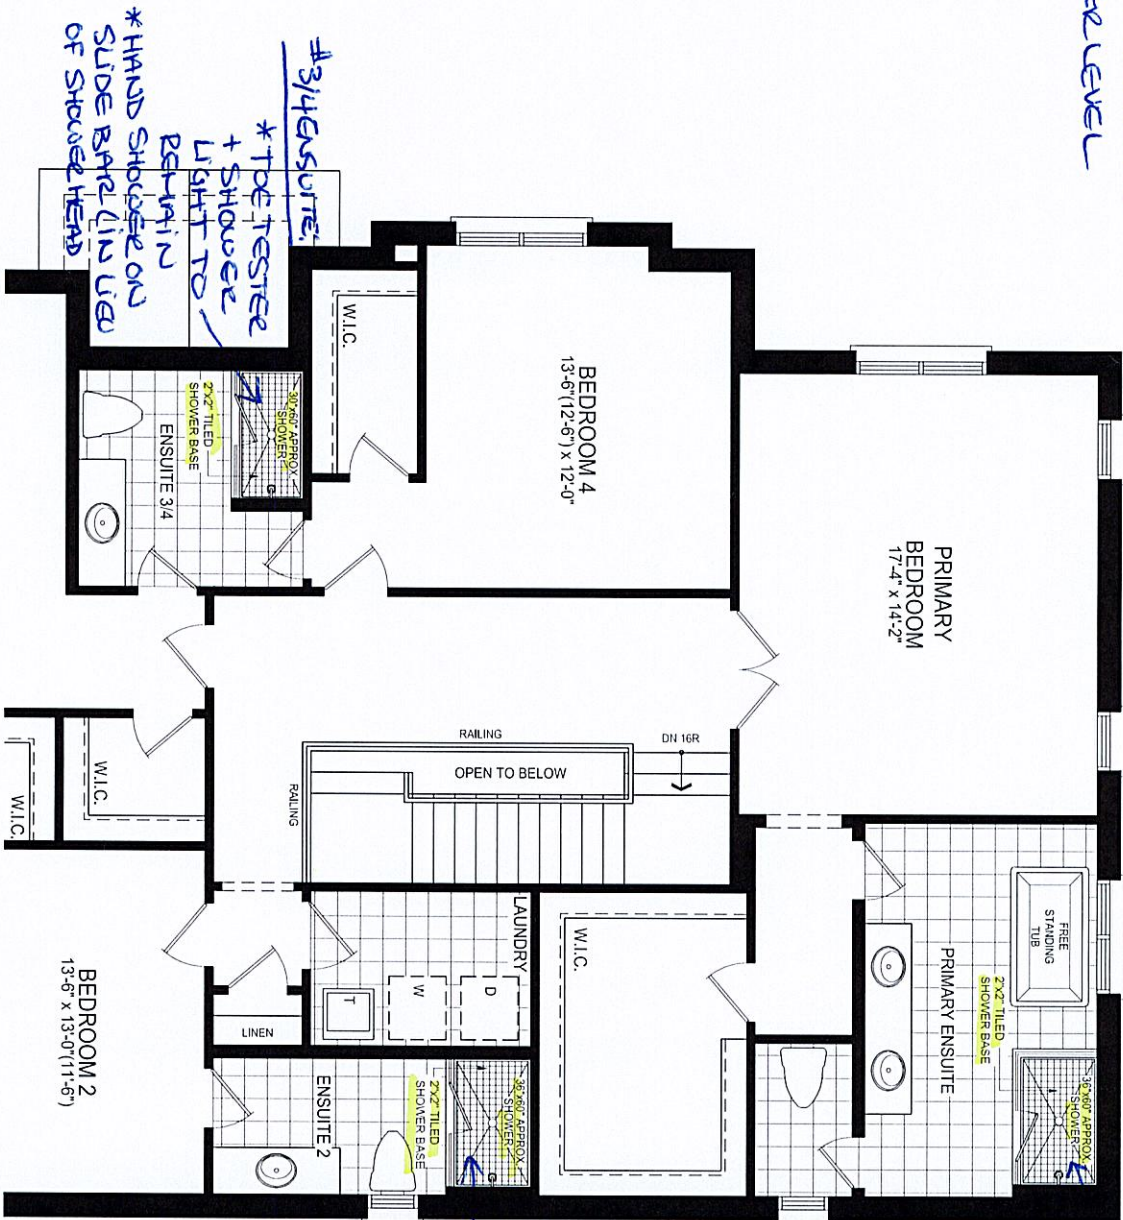 ER LEVEL
#3/4 ENSUITE:
* TOE TESTER
+ SHOWER
LIGHT TO
REMAIN
* HAND SHOWER ON
SLIDE BAR (IN LIEU
OF SHOWERHEAD
PRIMARY
BEDROOM
17'-4" x 14'-2"
FREE
STANDING
TUB
PRIMARY ENSUITE
2"x2" TILED
SHOWER BASE
36"x60" APPROX.
SHOWER
BEDROOM 4
13'-6"(12'-6") x 12'-0"
W.I.C.
30"x60" APPROX.
SHOWER
2"x2" TILED
SHOWER BASE
ENSUITE 3/4
DN 16R
RAILING
OPEN TO BELOW
RAILING
W.I.C.
LAUNDRY
D
W
T
LINEN
36"x60" APPROX.
SHOWER
2"x2" TILED
SHOWER BASE
ENSUITE 2
W.I.C.
W.I.C.
BEDROOM 2
13'-6" x 13'-0"(11'-6")